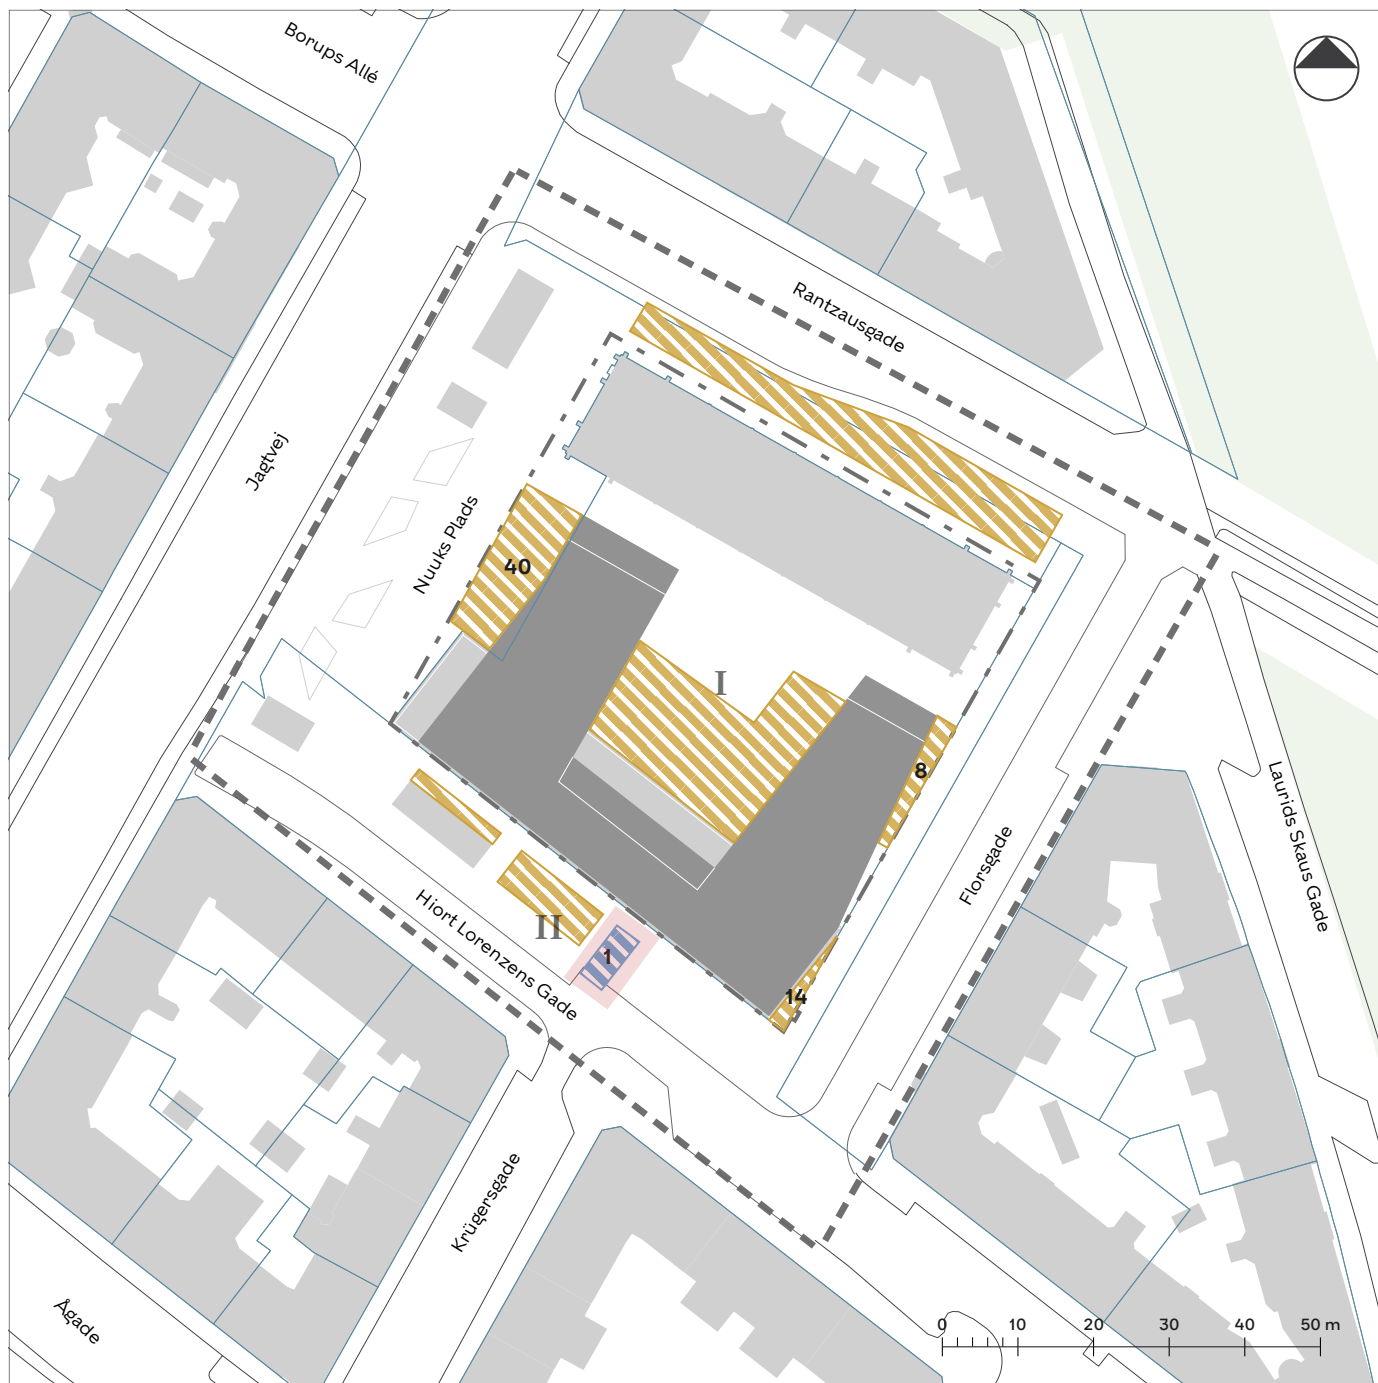 Borups Allé
Rantzausgade
Jagtvej
Nuuks Plads
40
I
8
Laurids Skaus Gade
Florsgade
Hiort Lorenzens Gade
II
1
14
Krügersgade
Ågade
0 10 20 30 40 50 m